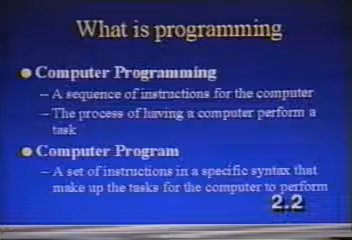 What is programming
Computer Programming
– A sequence of instructions for the computer
– The process of having a computer perform a
task
Computer Program
– A set of instructions in a specific syntax that
make up the tasks for the computer to perform
2.2